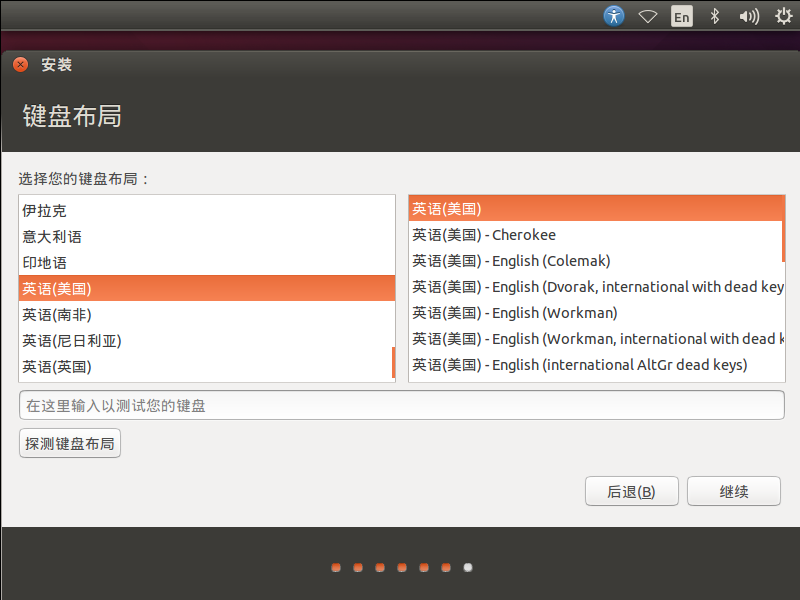 En
安装
键盘布局
选择您的键盘布局：
伊拉克
意大利语
印地语
英语(美国)
英语(南非)
英语(尼日利亚)
英语(英国)
英语(美国)
英语(美国) - Cherokee
英语(美国) - English (Colemak)
英语(美国) - English (Dvorak, international with dead key
英语(美国) - English (Workman)
英语(美国) - English (Workman, international with dead k
英语(美国) - English (international AltGr dead keys)
在这里输入以测试您的键盘
探测键盘布局
后退(B)
继续